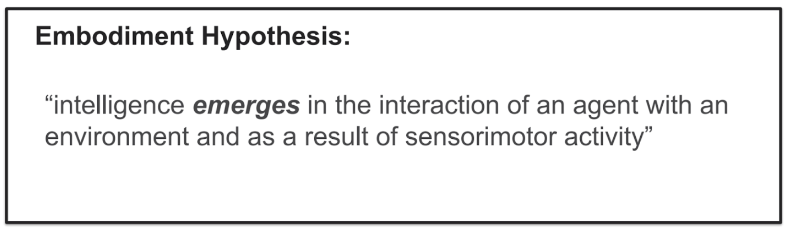 Embodiment Hypothesis:
“intelligence emerges in the interaction of an agent with an
environment and as a result of sensorimotor activity”